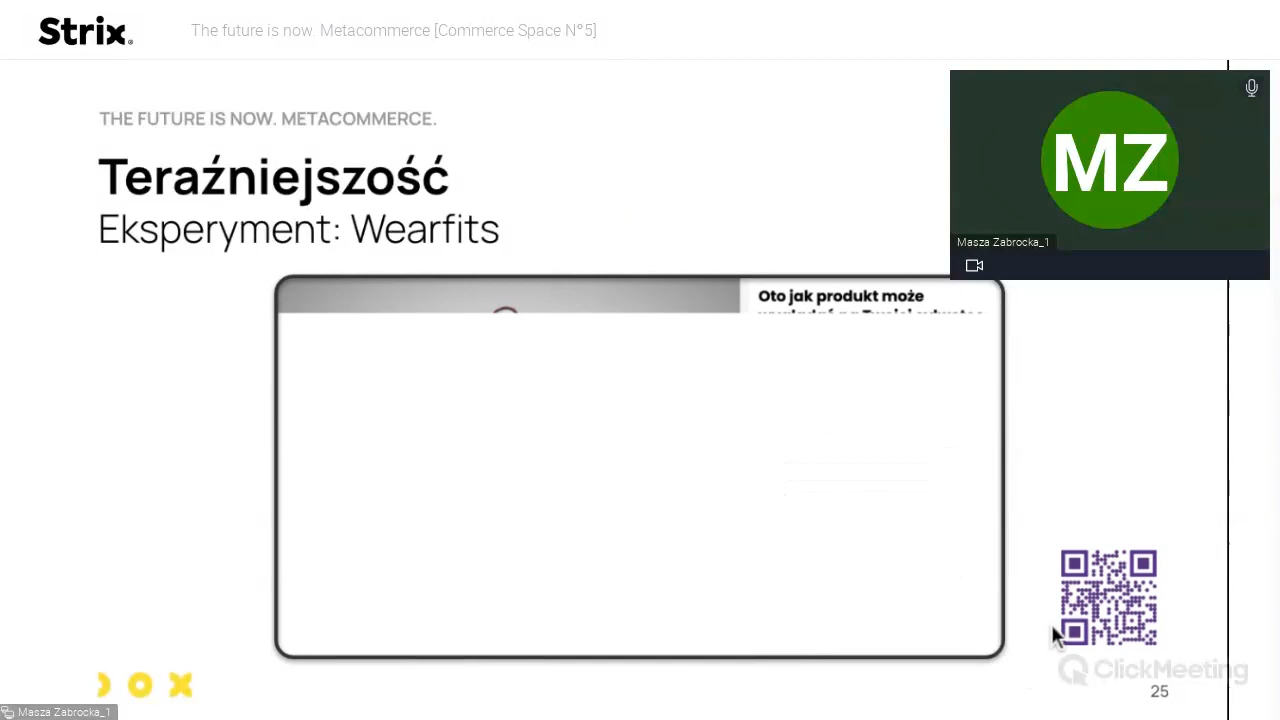 Strix
The future is now. Metacommerce [Commerce Space N°5]
THE FUTURE IS NOW. METACOMMERCE.
Teraźniejszość
Eksperyment: Wearfits
MZ
Masza Zabrocka_1
Oto jak produkt może
ClickMeeting
25
Masza Zabrocka_1